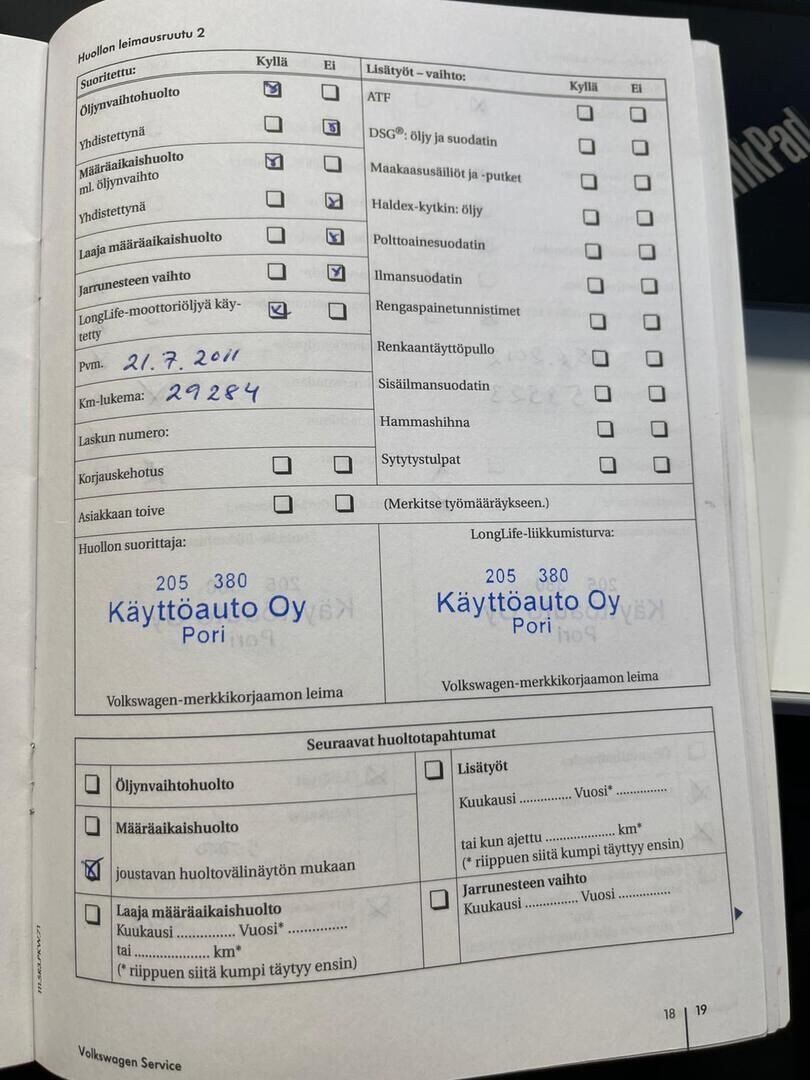 Huollon leimausruutu 2
Suoritettu: Kyllä Ei
Öljynvaihtohuolto
Yhdistettynä
Määräaikaishuolto
ml. öljynvaihto
Yhdistettynä
Laaja määräaikaishuolto
Jarrunesteen vaihto
LongLife-moottoriöljyä käy-
tetty
Pvm. 21.7.2011
Km-lukema: 29284
Laskun numero:
Korjauskehotus
Asiakkaan toive
Lisätyöt – vaihto: Kyllä Ei
ATF
DSG®: öljy ja suodatin
Maakaasusäiliöt ja -putket
Haldex-kytkin: öljy
Polttoainesuodatin
Ilmansuodatin
Rengaspainetunnistimet
Renkaantäyttöpullo
Sisäilmansuodatin
Hammashihna
Sytytystulpat
(Merkitse työmääräykseen.)
Huollon suorittaja:
205 380
Käyttöauto Oy
Pori
Volkswagen-merkkikorjaamon leima
LongLife-liikkumisturva:
205 380
Käyttöauto Oy
Pori
Volkswagen-merkkikorjaamon leima
Seuraavat huoltotapahtumat
Öljynvaihtohuolto
Määräaikaishuolto
joustavan huoltovälinäytön mukaan
Laaja määräaikaishuolto
Kuukausi ............... Vuosi* ...............
tai .................... km*
(* riippuen siitä kumpi täytyy ensin)
Lisätyöt
Kuukausi .............. Vuosi* ..............
tai kun ajettu .................... km*
(* riippuen siitä kumpi täyttyy ensin)
Jarrunesteen vaihto
Kuukausi .............. Vuosi ..............
18 19
Volkswagen Service